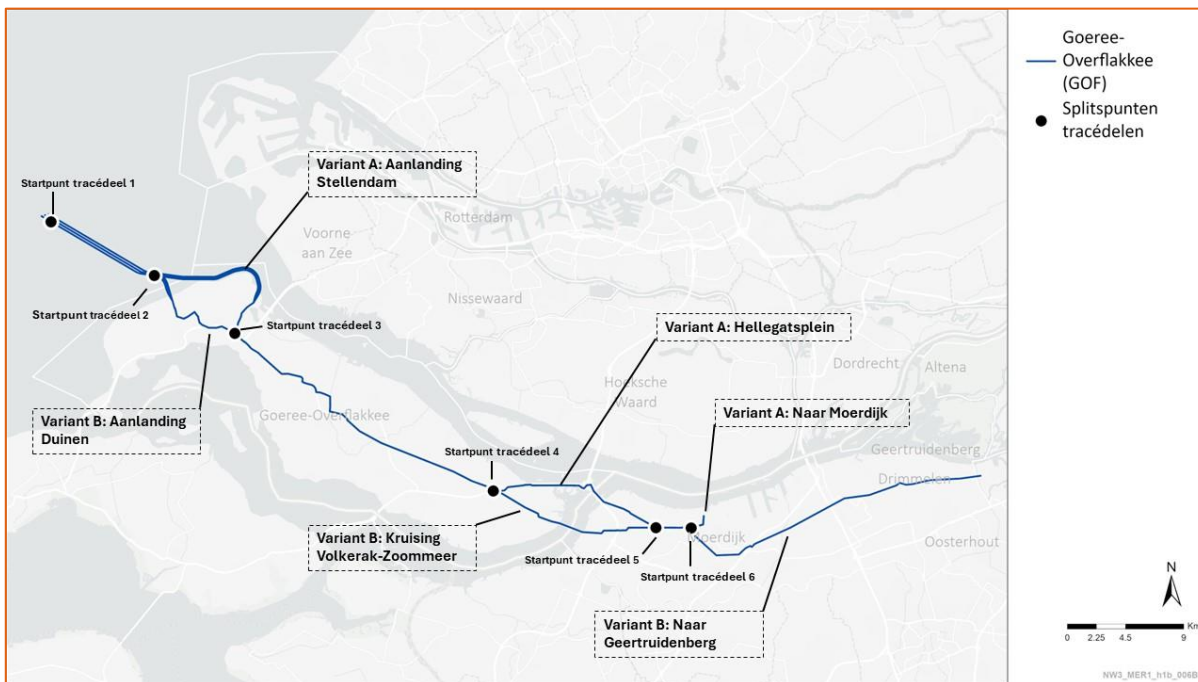 Goeree-
Overflakkee
(GOF)
Splitspunten
tracédelen
Variant A: Aanlanding
Stellendam
Startpunt tracédeel 1
Rotterdam
Voorne
aan Zee
Startpunt tracédeel 2
Nissewaard
Startpunt tracédeel 3
Variant A: Hellegatsplein
Dordrecht
Altena
Hoeksche
Waard
Variant A: Naar Moerdijk
Goeree-Overflakkee
Variant B: Aanlanding
Duinen
Geertruidenberg
Startpunt tracédeel 4
Drimmelen
Variant B: Kruising
Volkerak-Zoommeer
Moerdijk
Oosterhout
Startpunt tracédeel 5
Startpunt tracédeel 6
Variant B: Naar
Geertruidenberg
N
Km
0 2.25 4.5 9
NW3_MER1_h1b_006B